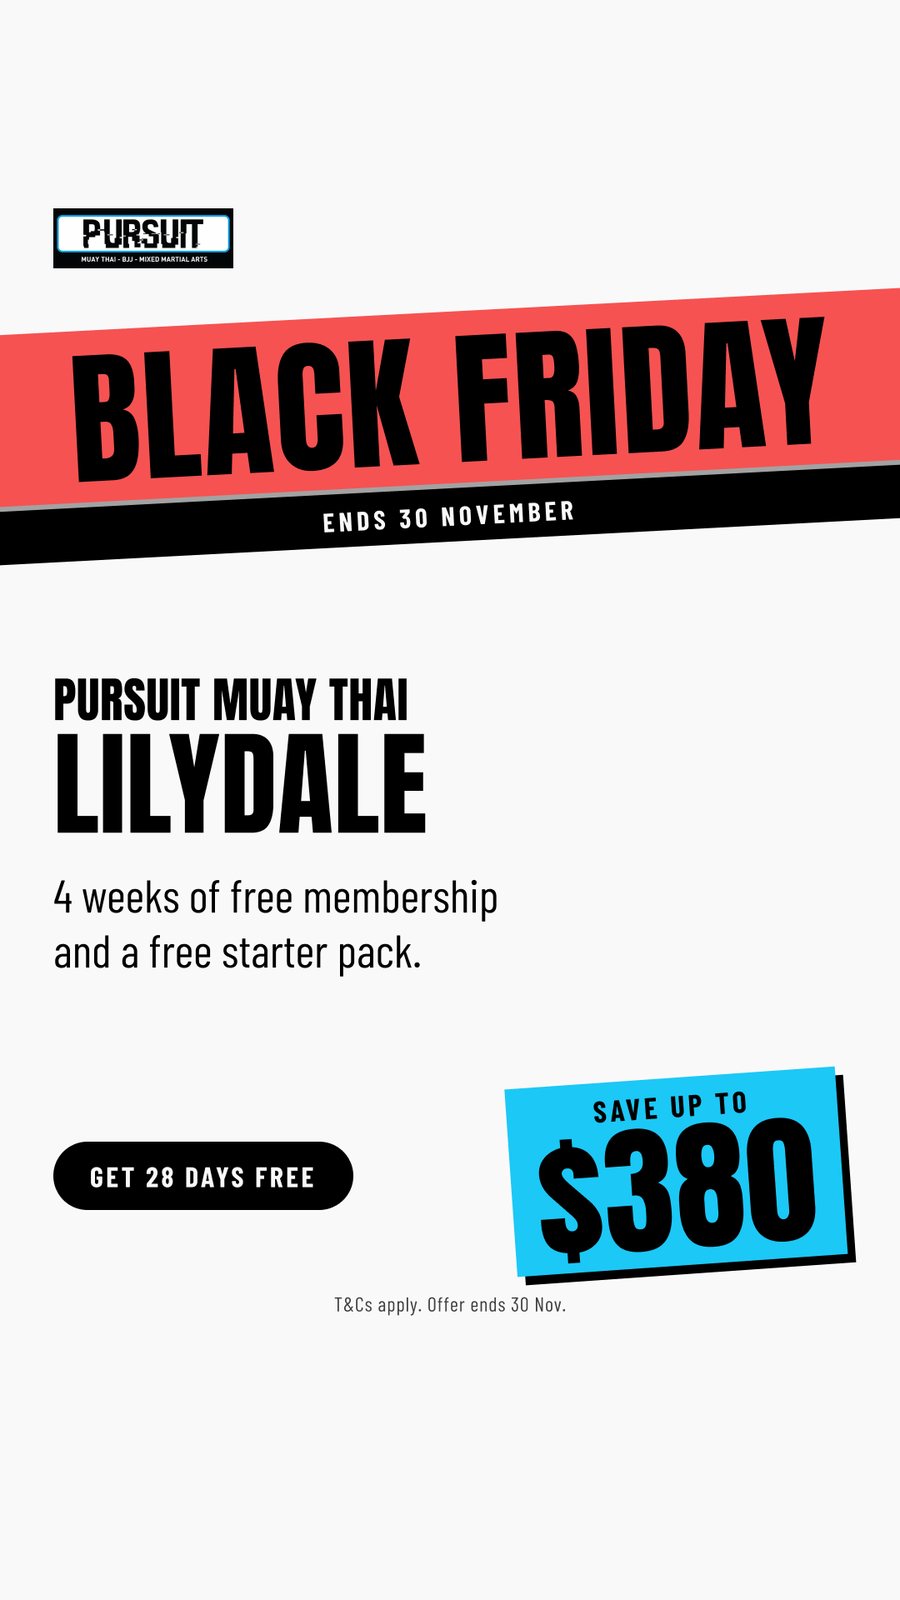 PURSUIT
MUAY THAI - BJJ - MIXED MARTIAL ARTS
BLACK FRIDAY
ENDS 30 NOVEMBER
PURSUIT MUAY THAI
LILYDALE
4 weeks of free membership
and a free starter pack.
SAVE UP TO
$380
GET 28 DAYS FREE
T&Cs apply. Offer ends 30 Nov.